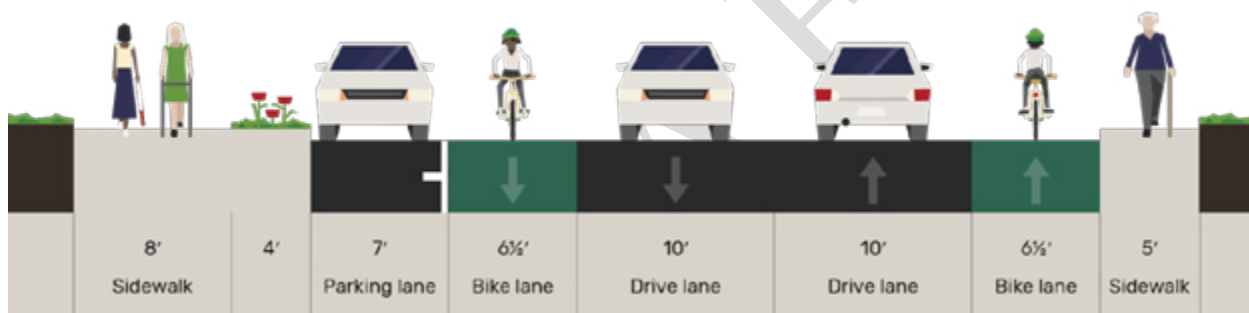 8' 4' 7' 6½' 10' 10' 6½' 5'
Sidewalk Parking lane Bike lane Drive lane Drive lane Bike lane Sidewalk